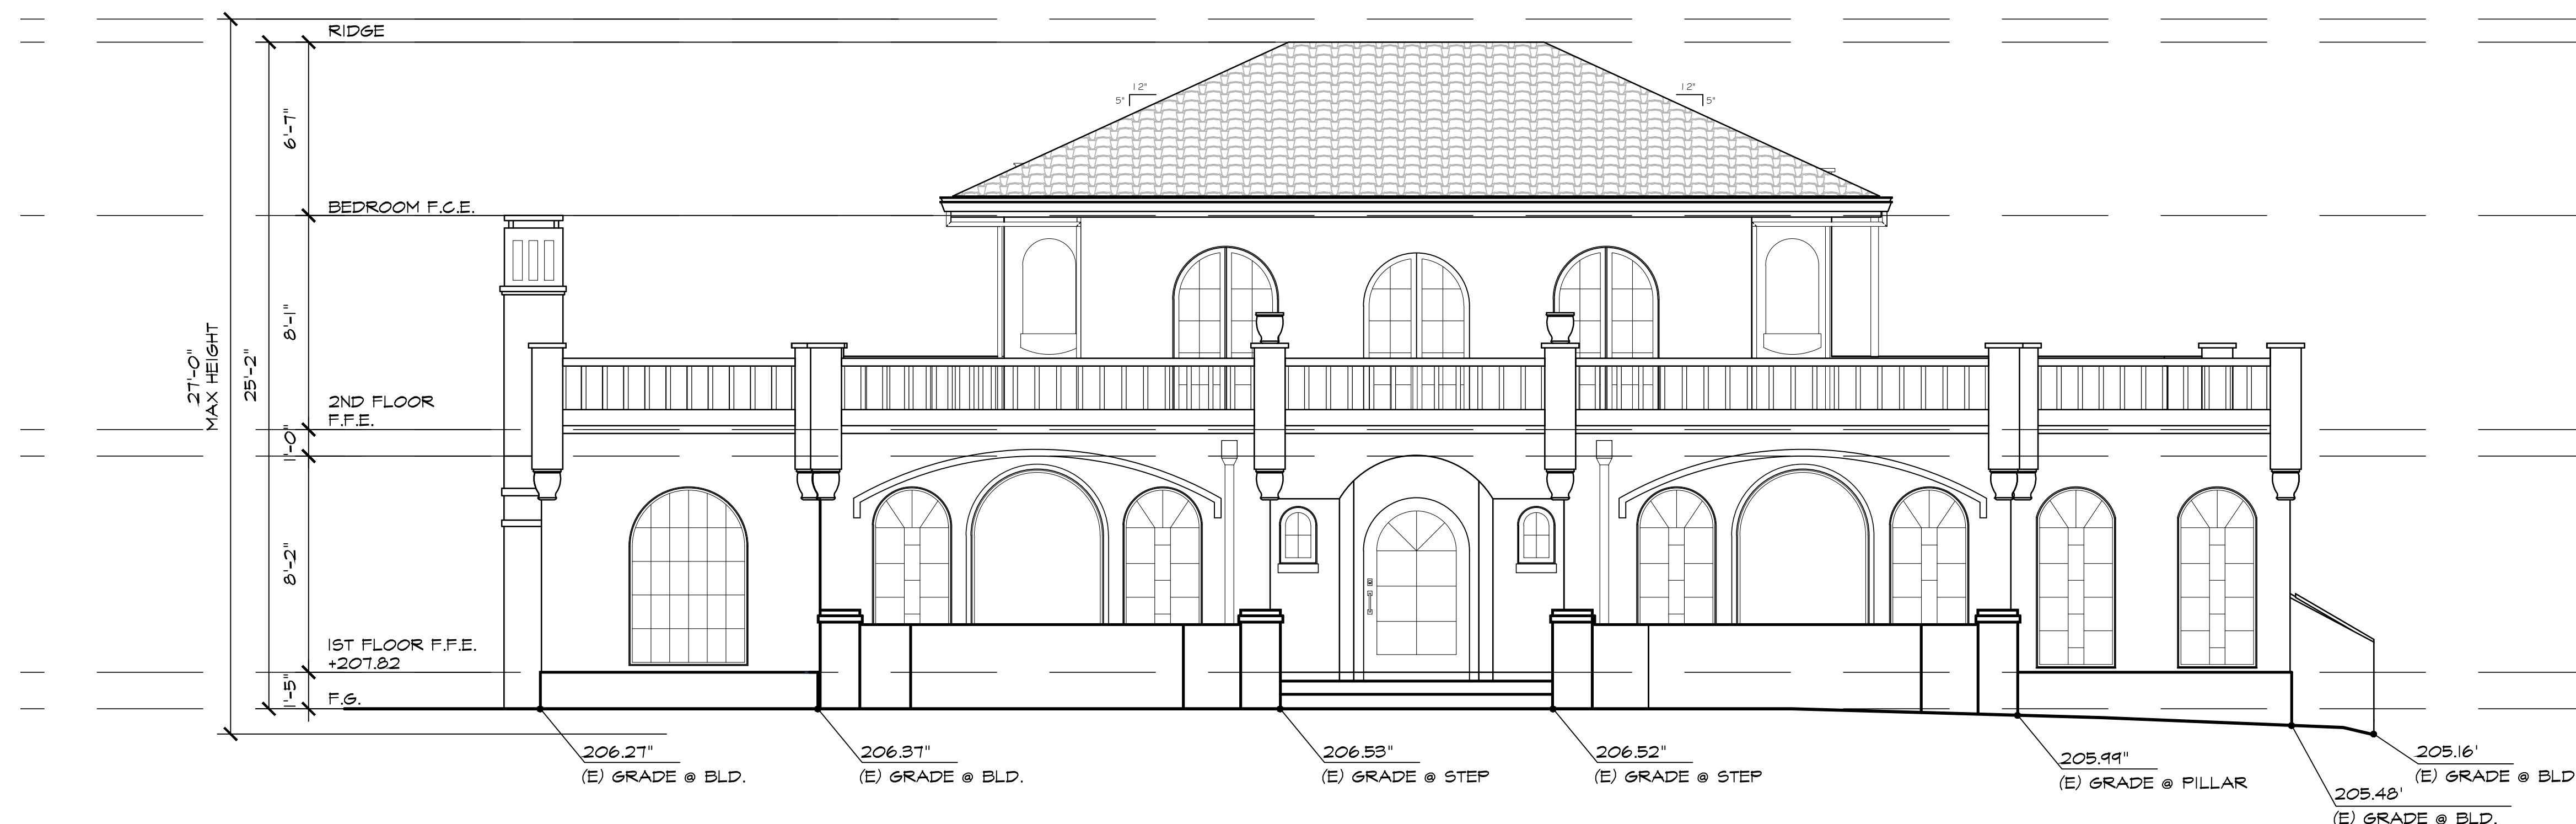 RIDGE
12"
5"
12"
5"
6'-7"
BEDROOM F.C.E.
8'-1"
27'-0"
MAX HEIGHT
25'-2"
2ND FLOOR
F.F.E.
1'-0"
8'-2"
1ST FLOOR F.F.E.
+207.82
1'-5"
F.G.
206.27"
(E) GRADE @ BLD.
206.37"
(E) GRADE @ BLD.
206.53"
(E) GRADE @ STEP
206.52"
(E) GRADE @ STEP
205.99"
(E) GRADE @ PILLAR
205.16'
(E) GRADE @ BLD
205.48'
(E) GRADE @ BLD.